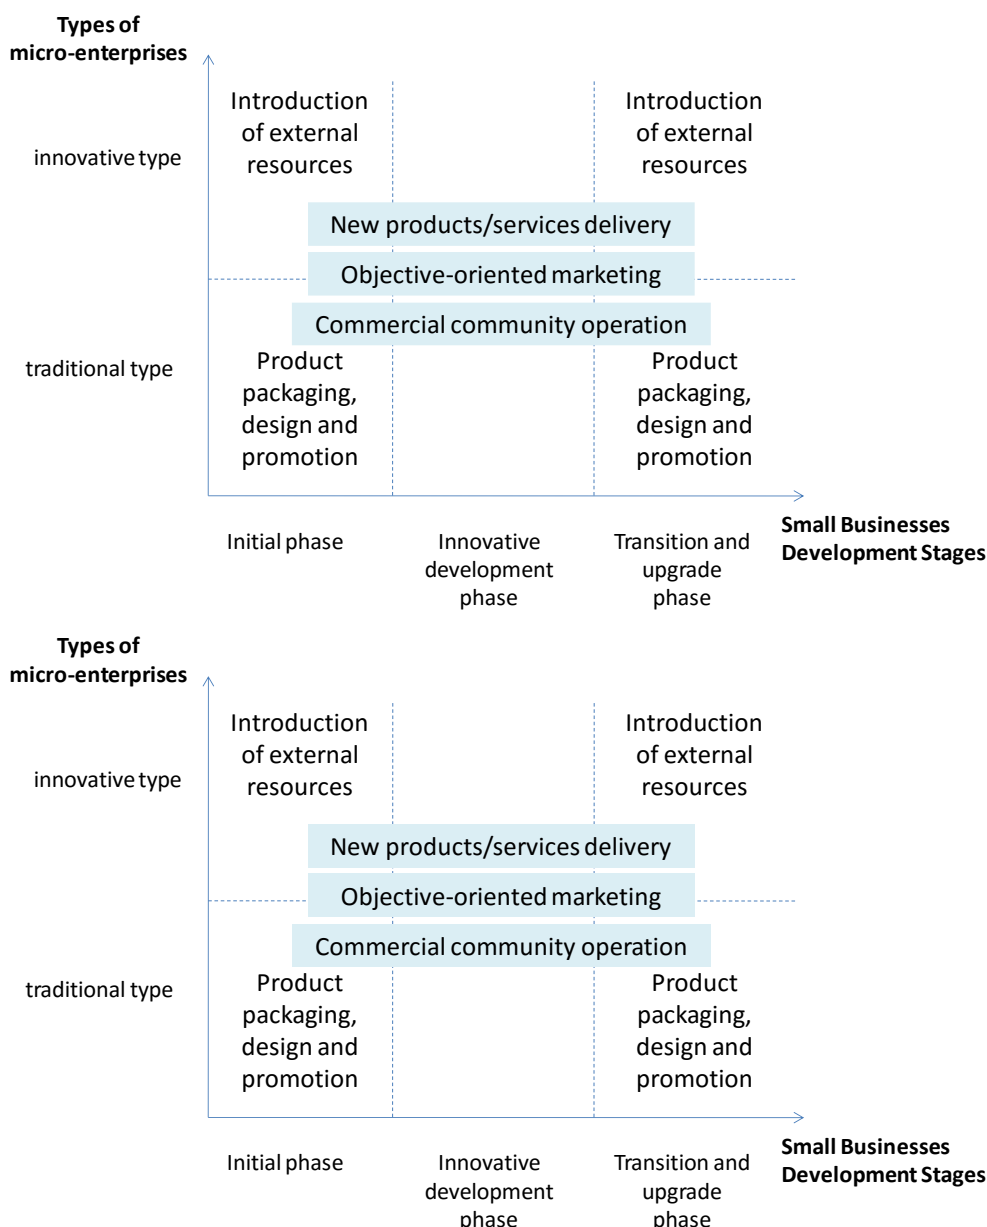 Types of
micro-enterprises
Introduction
of external
resources
Introduction
of external
resources
innovative type
New products/services delivery
Objective-oriented marketing
Commercial community operation
traditional type
Product
packaging,
design and
promotion
Product
packaging,
design and
promotion
Initial phase
Innovative
development
phase
Transition and
upgrade
phase
Small Businesses
Development Stages
Types of
micro-enterprises
Introduction
of external
resources
Introduction
of external
resources
innovative type
New products/services delivery
Objective-oriented marketing
Commercial community operation
traditional type
Product
packaging,
design and
promotion
Product
packaging,
design and
promotion
Initial phase
Innovative
development
phase
Transition and
upgrade
phase
Small Businesses
Development Stages